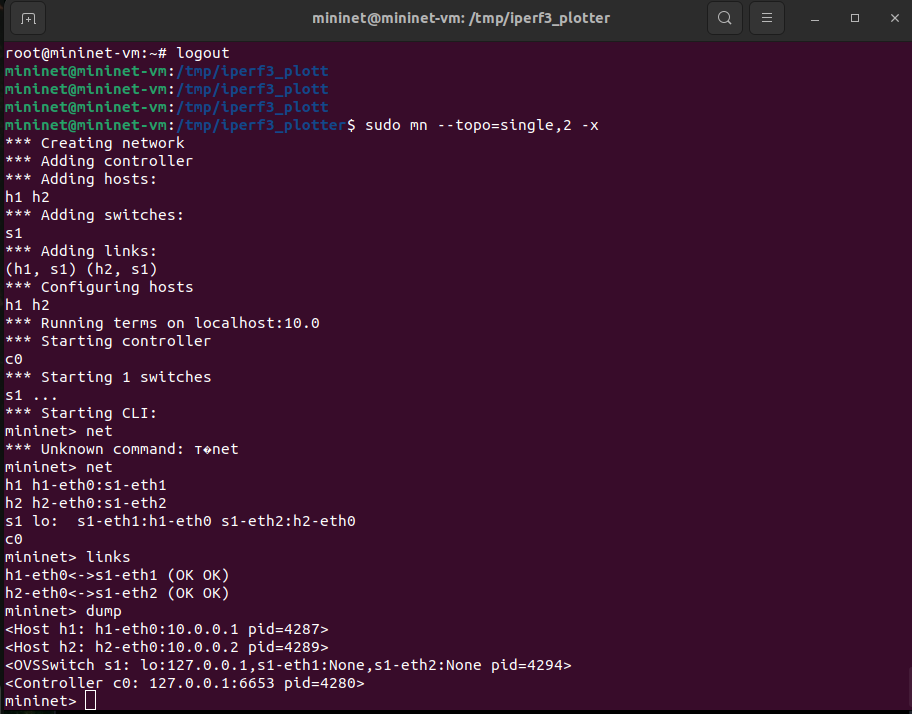 mininet@mininet-vm: /tmp/iperf3_plotter
root@mininet-vm:~# logout
mininet@mininet-vm:/tmp/iperf3_plott
mininet@mininet-vm:/tmp/iperf3_plott
mininet@mininet-vm:/tmp/iperf3_plott
mininet@mininet-vm:/tmp/iperf3_plotter$ sudo mn --topo=single,2 -x
*** Creating network
*** Adding controller
*** Adding hosts:
h1 h2
*** Adding switches:
s1
*** Adding links:
(h1, s1) (h2, s1)
*** Configuring hosts
h1 h2
*** Running terms on localhost:10.0
*** Starting controller
c0
*** Starting 1 switches
s1 ...
*** Starting CLI:
mininet> net
*** Unknown command: т�net
mininet> net
h1 h1-eth0:s1-eth1
h2 h2-eth0:s1-eth2
s1 lo:  s1-eth1:h1-eth0 s1-eth2:h2-eth0
c0
mininet> links
h1-eth0<->s1-eth1 (OK OK)
h2-eth0<->s1-eth2 (OK OK)
mininet> dump
<Host h1: h1-eth0:10.0.0.1 pid=4287>
<Host h2: h2-eth0:10.0.0.2 pid=4289>
<OVSSwitch s1: lo:127.0.0.1,s1-eth1:None,s1-eth2:None pid=4294>
<Controller c0: 127.0.0.1:6653 pid=4280>
mininet>